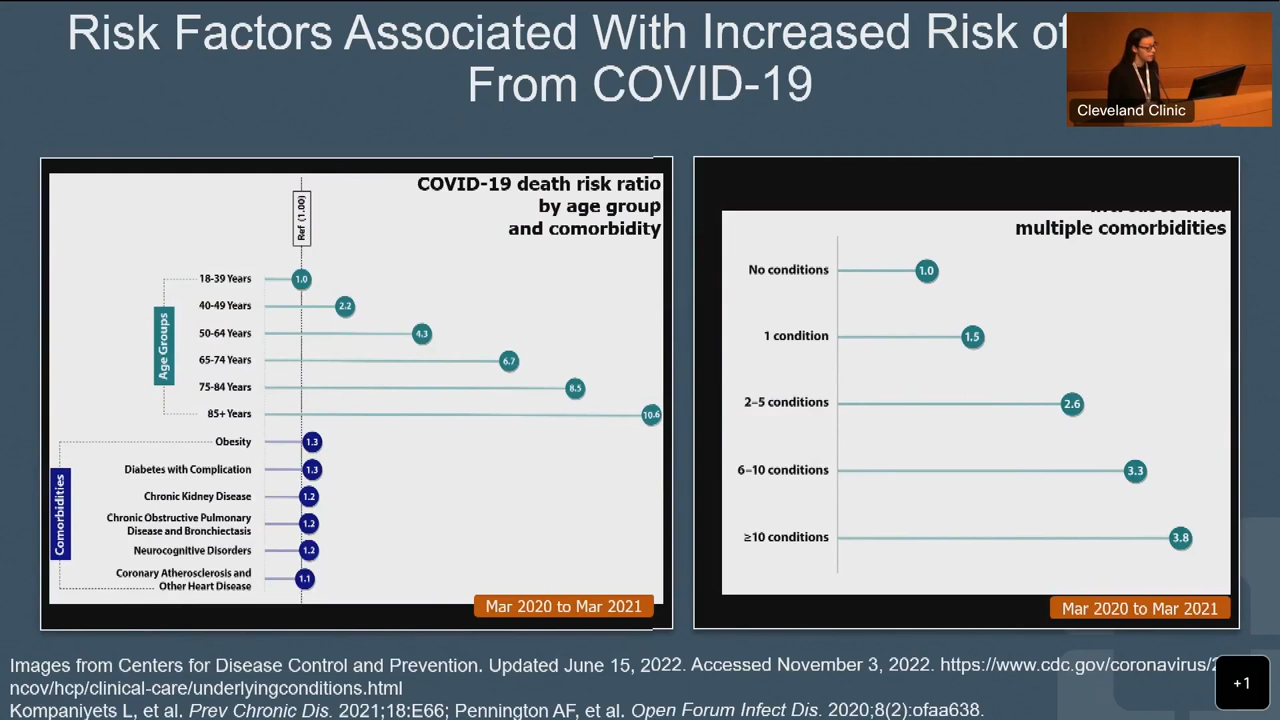 Risk Factors Associated With Increased Risk of
From COVID-19
Cleveland Clinic
COVID-19 death risk ratio
by age group
and comorbidity
Ref (1.00)
Age Groups
18-39 Years 1.0
40-49 Years 2.2
50-64 Years 4.3
65-74 Years 6.7
75-84 Years 8.5
85+ Years 10.6
Comorbidities
Obesity 1.3
Diabetes with Complication 1.3
Chronic Kidney Disease 1.2
Chronic Obstructive Pulmonary
Disease and Bronchiectasis 1.2
Neurocognitive Disorders 1.2
Coronary Atherosclerosis and
Other Heart Disease 1.1
Mar 2020 to Mar 2021
multiple comorbidities
No conditions 1.0
1 condition 1.5
2–5 conditions 2.6
6–10 conditions 3.3
≥10 conditions 3.8
Mar 2020 to Mar 2021
Images from Centers for Disease Control and Prevention. Updated June 15, 2022. Accessed November 3, 2022. https://www.cdc.gov/coronavirus/2
ncov/hcp/clinical-care/underlyingconditions.html
Kompaniyets L, et al. Prev Chronic Dis. 2021;18:E66; Pennington AF, et al. Open Forum Infect Dis. 2020;8(2):ofaa638.
+1